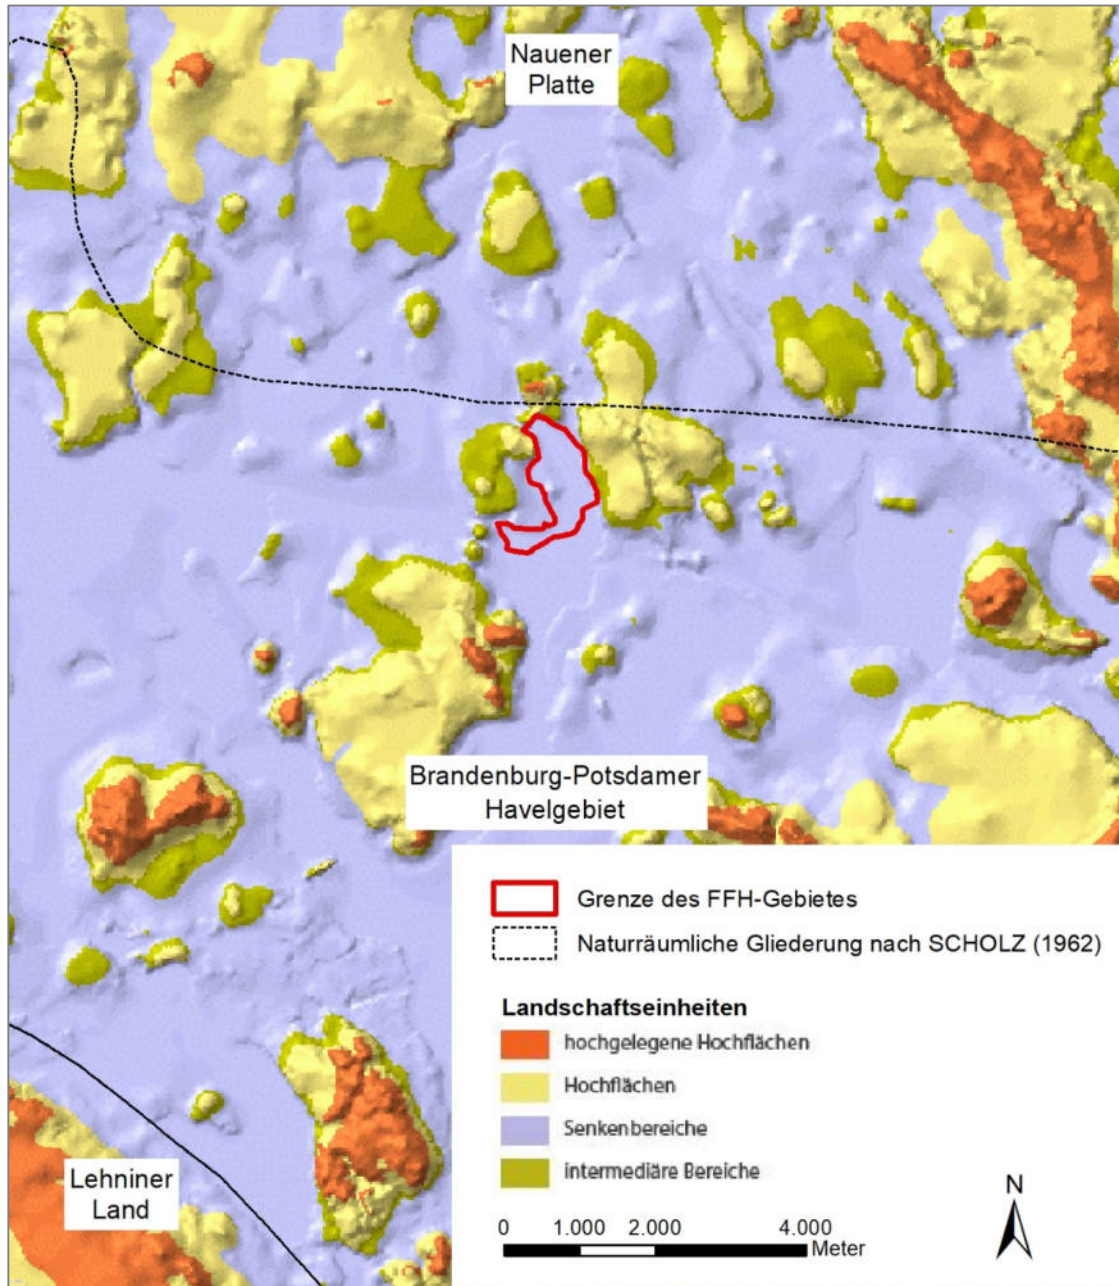 Nauener
Platte
Brandenburg-Potsdamer
Havelgebiet
Grenze des FFH-Gebietes
Naturräumliche Gliederung nach SCHOLZ (1962)
Landschaftseinheiten
hochgelegene Hochflächen
Hochflächen
Senkenbereiche
intermediäre Bereiche
Lehniner
Land
N
0 1.000 2.000 4.000
Meter